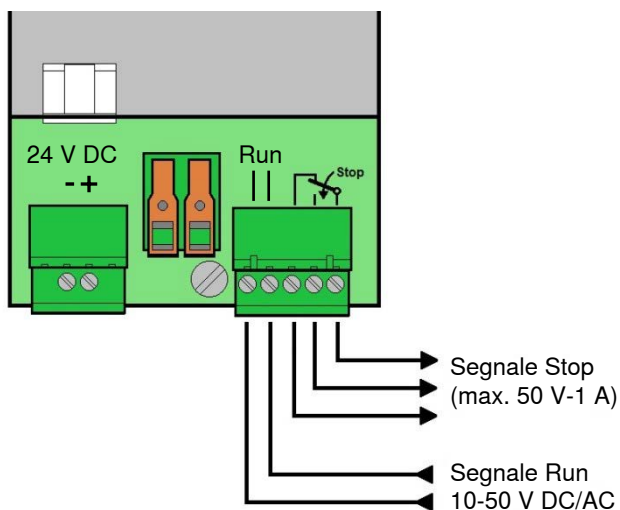 24 V DC
- +
Run
Stop
Segnale Stop
(max. 50 V-1 A)
Segnale Run
10-50 V DC/AC